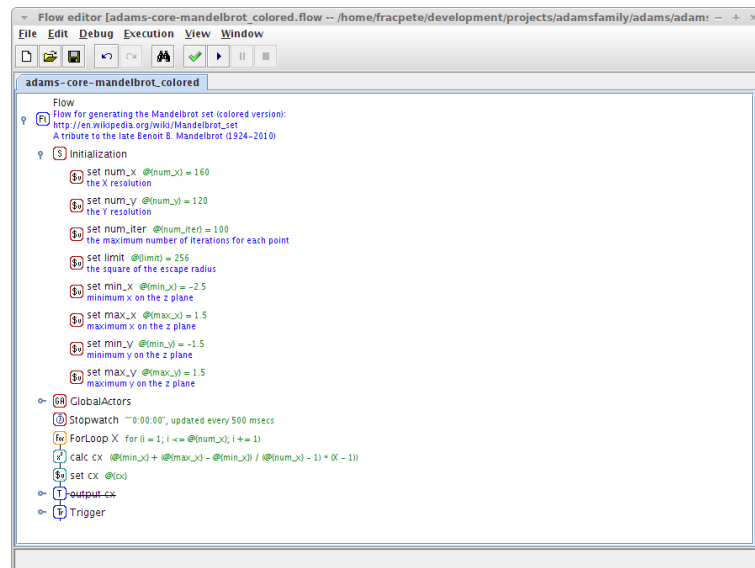 Flow editor [adams-core-mandelbrot_colored.flow -- /home/fracpete/development/projects/adamsfamily/adams/adams
File Edit Debug Execution View Window
adams-core-mandelbrot_colored
Flow
Fl Flow for generating the Mandelbrot set (colored version):
http://en.wikipedia.org/wiki/Mandelbrot_set
A tribute to the late Benoit B. Mandelbrot (1924-2010)
S Initialization
$v set num_x @{num_x} = 160
the X resolution
$v set num_y @{num_y} = 120
the Y resolution
$v set num_iter @{num_iter} = 100
the maximum number of iterations for each point
$v set limit @{limit} = 256
the square of the escape radius
$v set min_x @{min_x} = -2.5
minimum x on the z plane
$v set max_x @{max_x} = 1.5
maximum x on the z plane
$v set min_y @{min_y} = -1.5
minimum y on the z plane
$v set max_y @{max_y} = 1.5
maximum y on the z plane
GA GlobalActors
Stopwatch ""0:00:00", updated every 500 msecs
for ForLoop X for (i = 1; i <= @{num_x}; i += 1)
x² calc cx (@{min_x} + (@{max_x} - @{min_x}) / (@{num_x} - 1) * (X - 1))
$v set cx @{cx}
T output cx
Tr Trigger